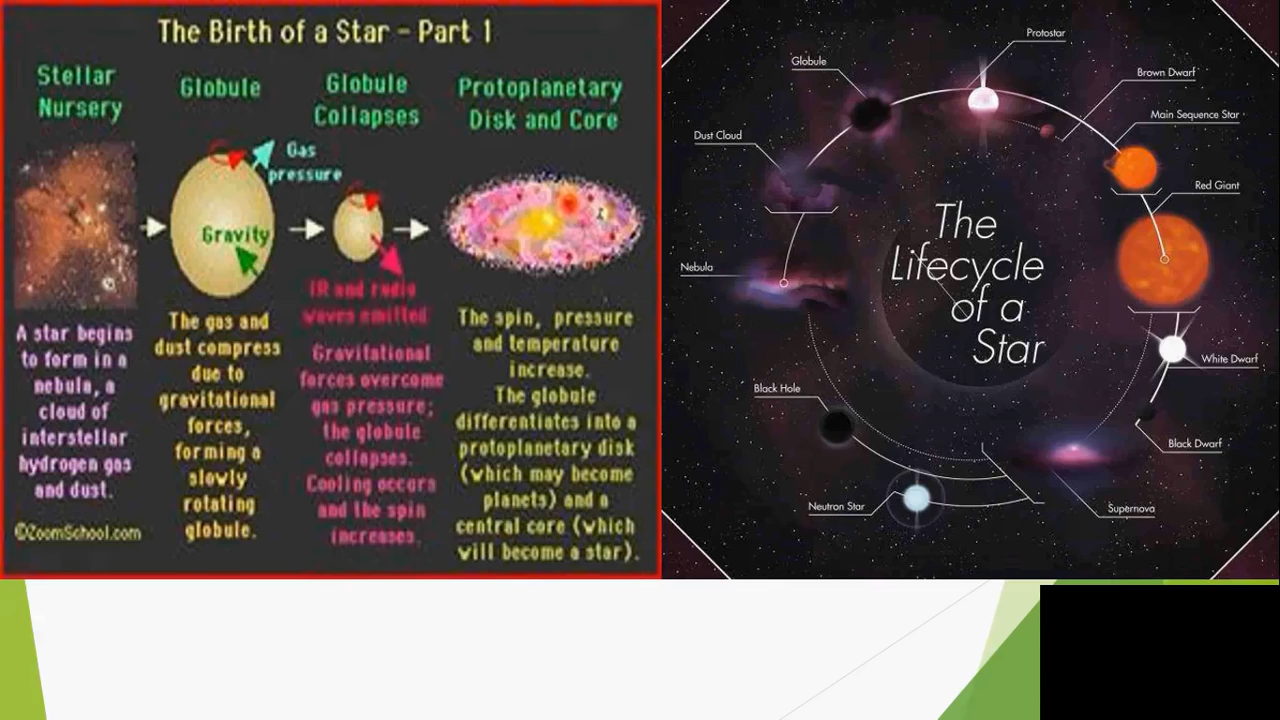 The Birth of a Star - Part 1
Stellar
Nursery
Globule
Globule
Collapses
Protoplanetary
Disk and Core
Gas
pressure
Gravity
IR and radio
waves emitted
A star begins
to form in a
nebula, a
cloud of
interstellar
hydrogen gas
and dust.
The gas and
dust compress
due to
gravitational
forces,
forming a
slowly
rotating
globule.
Gravitational
forces overcome
gas pressure;
the globule
collapses.
Cooling occurs
and the spin
increases.
The spin, pressure
and temperature
increase.
The globule
differentiates into a
protoplanetary disk
(which may become
planets) and a
central core (which
will become a star).
©ZoomSchool.com
Protostar
Globule
Brown Dwarf
Main Sequence Star
Dust Cloud
Red Giant
The
Lifecycle
of a
Star
Nebula
White Dwarf
Black Hole
Black Dwarf
Neutron Star
Supernova